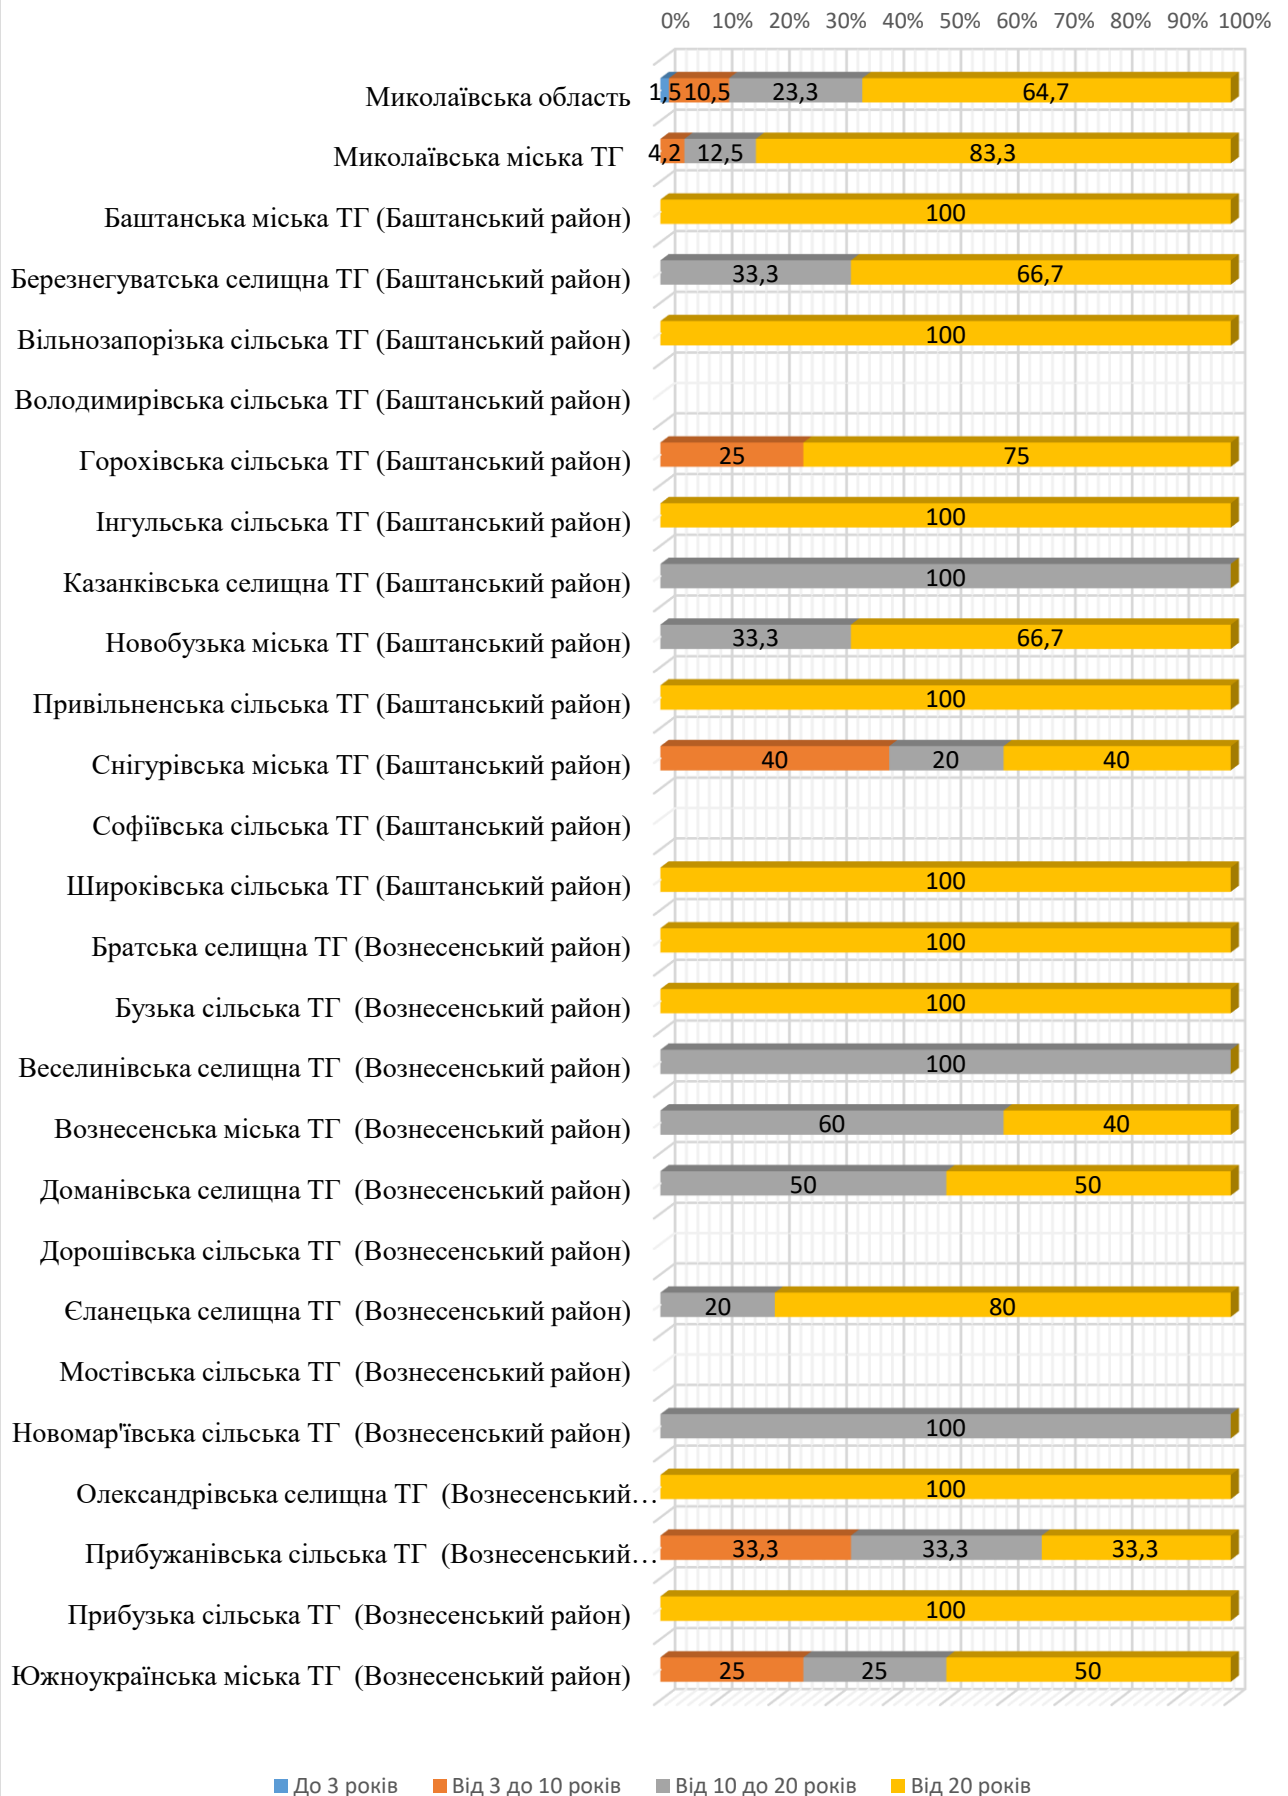 0% 10% 20% 30% 40% 50% 60% 70% 80% 90% 100%
Миколаївська область 1,5 10,5 23,3 64,7
Миколаївська міська ТГ 4,2 12,5 83,3
Баштанська міська ТГ (Баштанський район) 100
Березнегуватська селищна ТГ (Баштанський район) 33,3 66,7
Вільнозапорізька сільська ТГ (Баштанський район) 100
Володимирівська сільська ТГ (Баштанський район)
Горохівська сільська ТГ (Баштанський район) 25 75
Інгульська сільська ТГ (Баштанський район) 100
Казанківська селищна ТГ (Баштанський район) 100
Новобузька міська ТГ (Баштанський район) 33,3 66,7
Привільненська сільська ТГ (Баштанський район) 100
Снігурівська міська ТГ (Баштанський район) 40 20 40
Софіївська сільська ТГ (Баштанський район)
Широківська сільська ТГ (Баштанський район) 100
Братська селищна ТГ (Вознесенський район) 100
Бузька сільська ТГ (Вознесенський район) 100
Веселинівська селищна ТГ (Вознесенський район) 100
Вознесенська міська ТГ (Вознесенський район) 60 40
Доманівська селищна ТГ (Вознесенський район) 50 50
Дорошівська сільська ТГ (Вознесенський район)
Єланецька селищна ТГ (Вознесенський район) 20 80
Мостівська сільська ТГ (Вознесенський район)
Новомар'ївська сільська ТГ (Вознесенський район) 100
Олександрівська селищна ТГ (Вознесенський… 100
Прибужанівська сільська ТГ (Вознесенський… 33,3 33,3 33,3
Прибузька сільська ТГ (Вознесенський район) 100
Южноукраїнська міська ТГ (Вознесенський район) 25 25 50
До 3 років Від 3 до 10 років Від 10 до 20 років Від 20 років